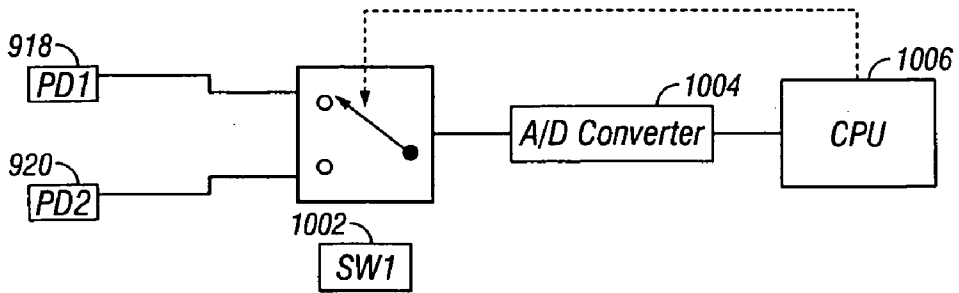 918
PD1
920
PD2
1002
SW1
1004
A/D Converter
1006
CPU